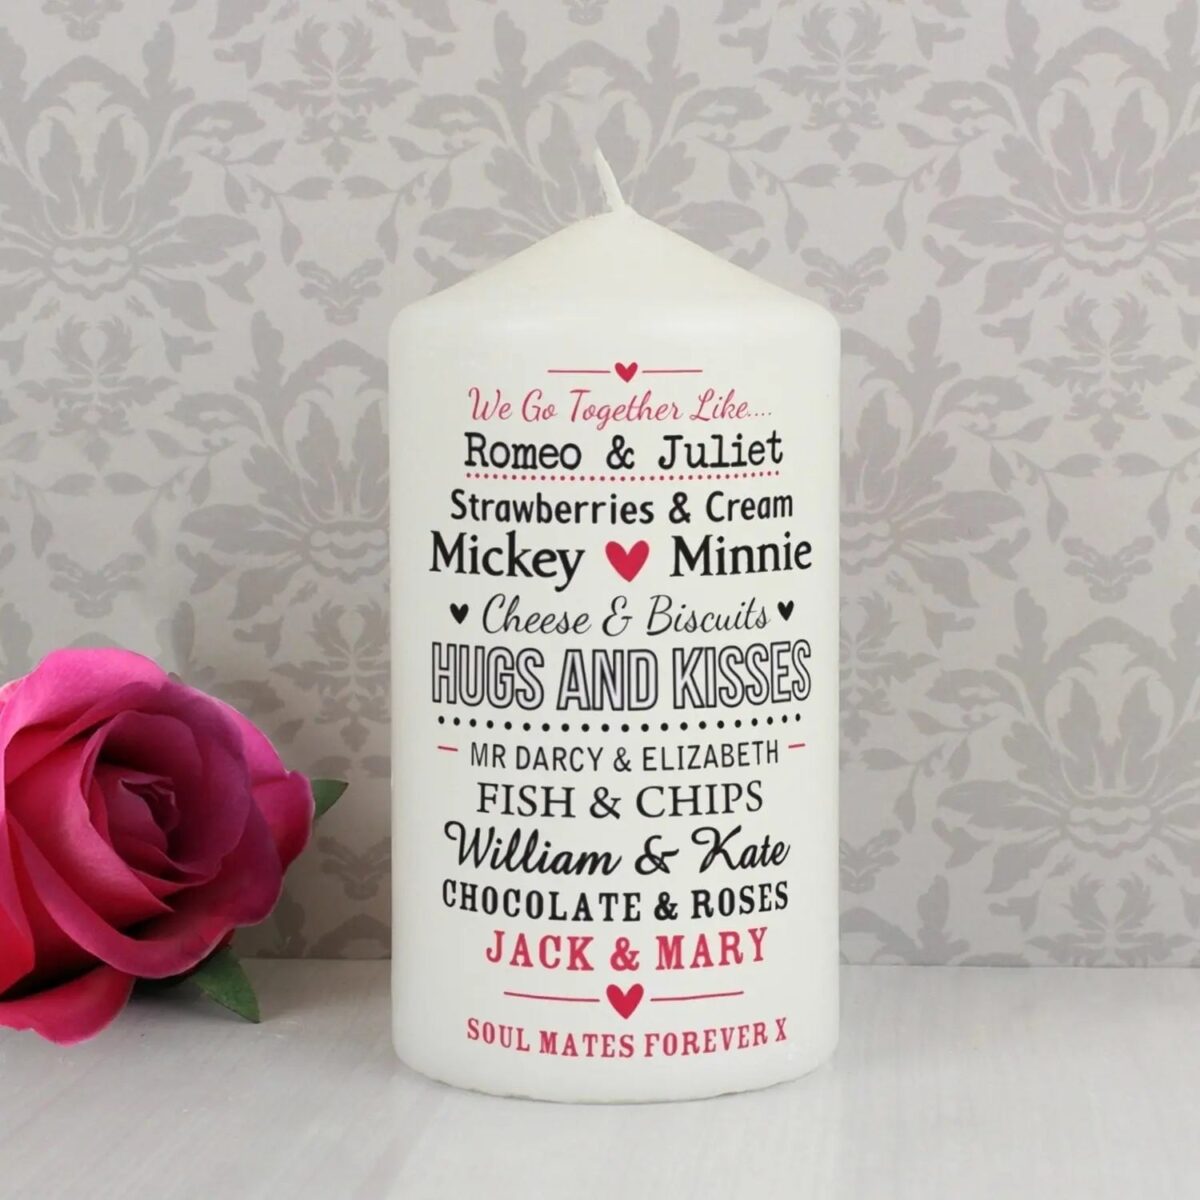 We Go Together Like....
Romeo & Juliet
Strawberries & Cream
Mickey Minnie
Cheese & Biscuits
HUGS AND KISSES
MR DARCY & ELIZABETH
FISH & CHIPS
William & Kate
CHOCOLATE & ROSES
JACK & MARY
SOUL MATES FOREVER X